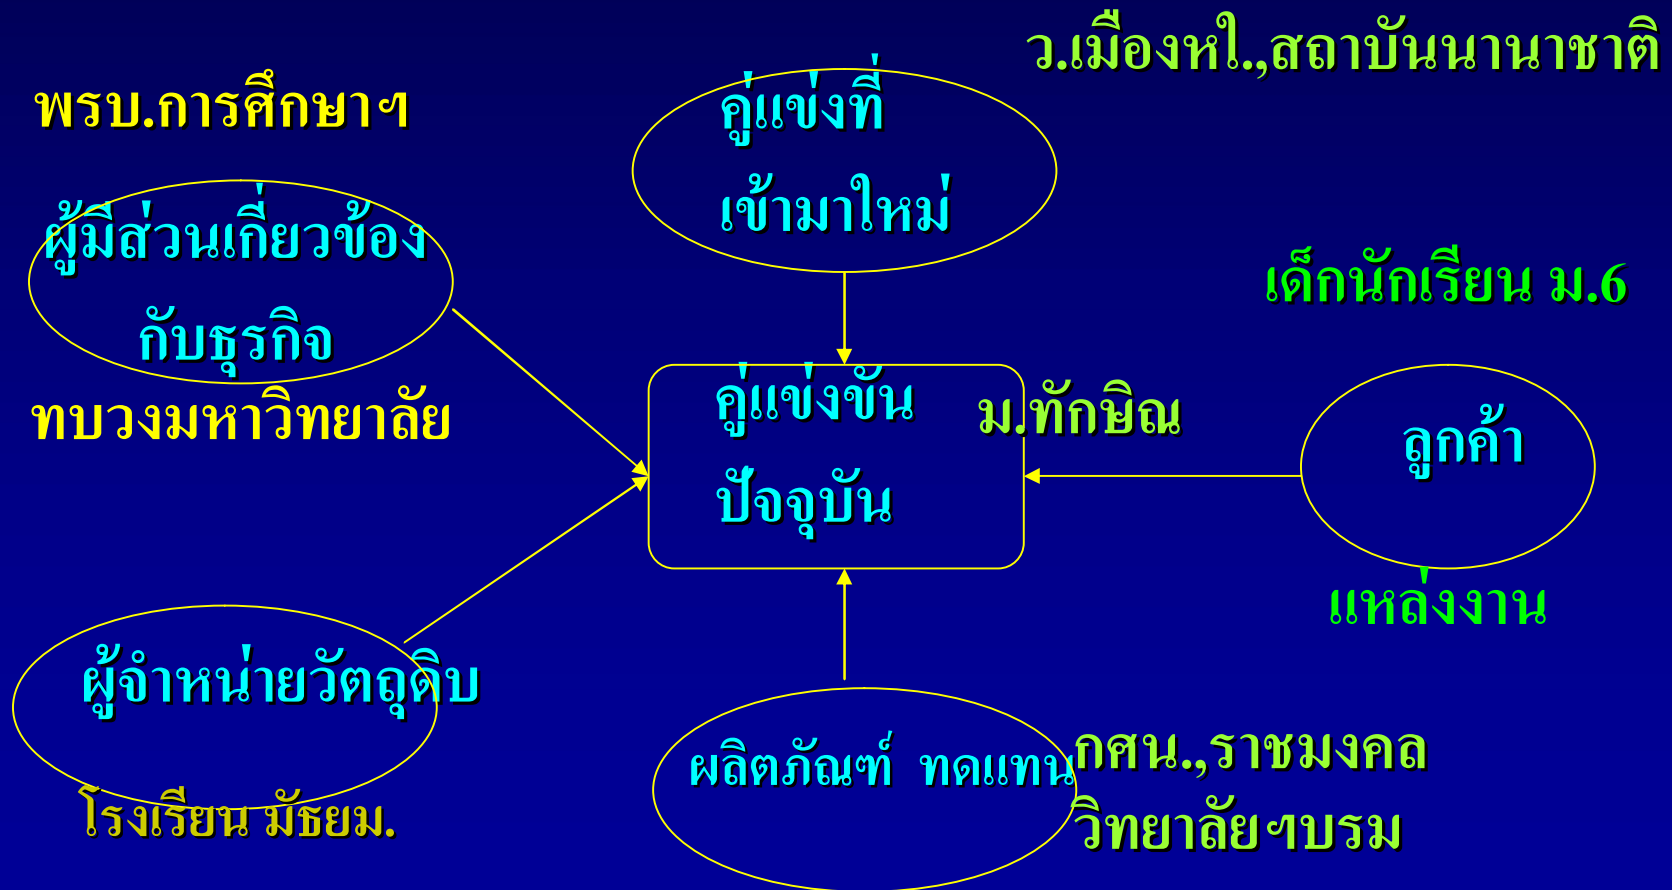 ว.เมืองหใ.,สถาบันนานาชาติ
พรบ.การศึกษาฯ
คู่แข่งที่
เข้ามาใหม่
ผู้มีส่วนเกี่ยวข้อง
กับธุรกิจ
ทบวงมหาวิทยาลัย
เด็กนักเรียน ม.6
คู่แข่งขัน
ปัจจุบัน
ม.ทักษิณ
ลูกค้า
แหล่งงาน
ผู้จำหน่ายวัตถุดิบ
โรงเรียน มัธยม.
ผลิตภัณฑ์ ทดแทน
กศน.,ราชมงคล
วิทยาลัยฯบรม